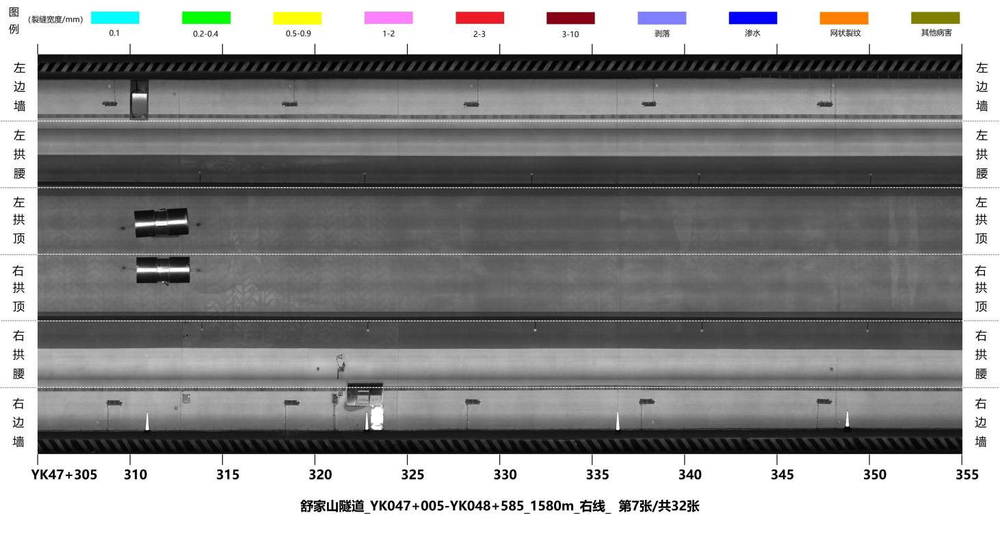 图例
(裂缝宽度/mm)
0.1
0.2-0.4
0.5-0.9
1-2
2-3
3-10
剥落
渗水
网状裂纹
其他病害
左边墙
左边墙
左拱腰
左拱腰
左拱顶
左拱顶
右拱顶
右拱顶
右拱腰
右拱腰
右边墙
右边墙
YK47+305 310 315 320 325 330 335 340 345 350 355
舒家山隧道_YK047+005-YK048+585_1580m_右线_ 第7张/共32张